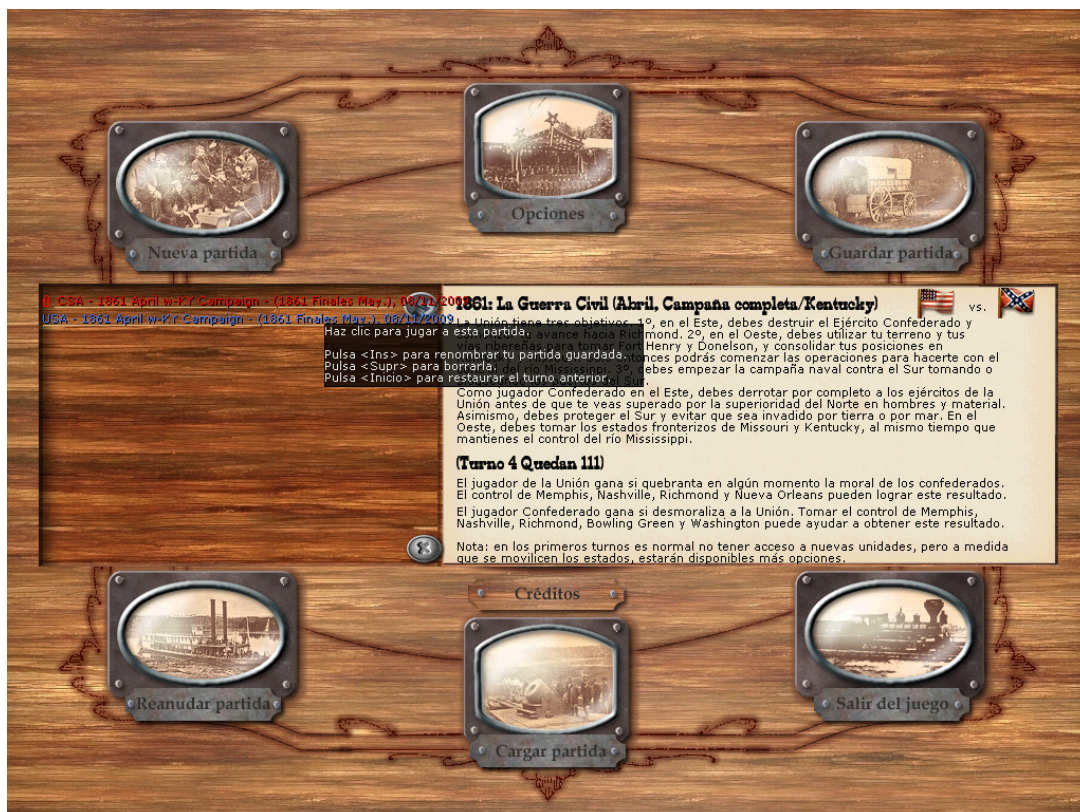 Opciones
Nueva partida
Guardar partida
CSA - 1861 April w-KY Campaign - (1861 Finales May.), 08/11/2009
USA - 1861 April w-KY Campaign - (1861 Finales May.), 08/11/2009
Haz clic para jugar a esta partida.
Pulsa <Ins> para renombrar tu partida guardada.
Pulsa <Supr> para borrarla.
Pulsa <Inicio> para restaurar el turno anterior.
1861: La Guerra Civil (Abril, Campaña completa/Kentucky)
vs.
La Unión tiene tres objetivos. 1º, en el Este, debes destruir el Ejército Confederado y
su avance hacia Richmond. 2º, en el Oeste, debes utilizar tu terreno y tus
vías ribereñas para tomar Fort Henry y Donelson, y consolidar tus posiciones en
entonces podrás comenzar las operaciones para hacerte con el
del río Mississippi. 3º, debes empezar la campaña naval contra el Sur tomando o
del Sur.
Como jugador Confederado en el Este, debes derrotar por completo a los ejércitos de la
Unión antes de que te veas superado por la superioridad del Norte en hombres y material.
Asimismo, debes proteger el Sur y evitar que sea invadido por tierra o por mar. En el
Oeste, debes tomar los estados fronterizos de Missouri y Kentucky, al mismo tiempo que
mantienes el control del río Mississippi.
(Turno 4 Quedan 111)
El jugador de la Unión gana si quebranta en algún momento la moral de los confederados.
El control de Memphis, Nashville, Richmond y Nueva Orleans pueden lograr este resultado.
El jugador Confederado gana si desmoraliza a la Unión. Tomar el control de Memphis,
Nashville, Richmond, Bowling Green y Washington puede ayudar a obtener este resultado.
Nota: en los primeros turnos es normal no tener acceso a nuevas unidades, pero a medida
que se movilicen los estados, estarán disponibles más opciones.
Créditos
Reanudar partida
Salir del juego
Cargar partida